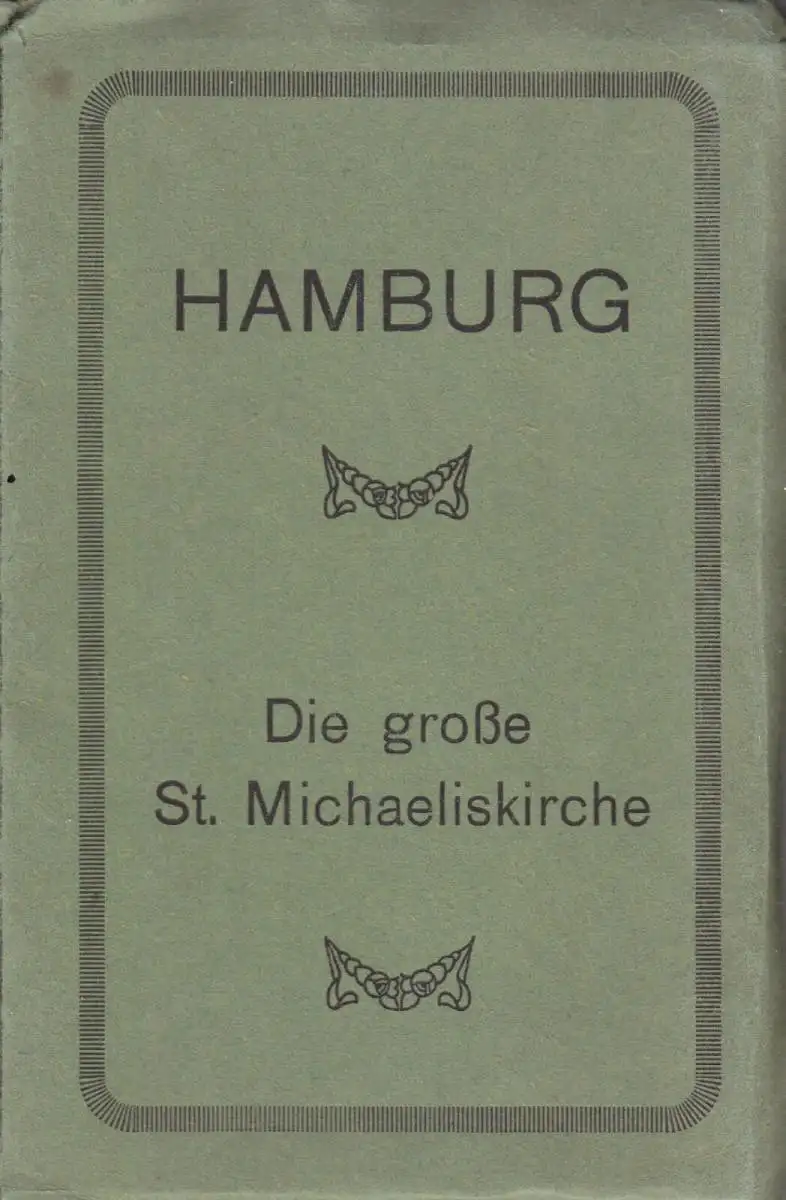 HAMBURG
Die große
St. Michaeliskirche